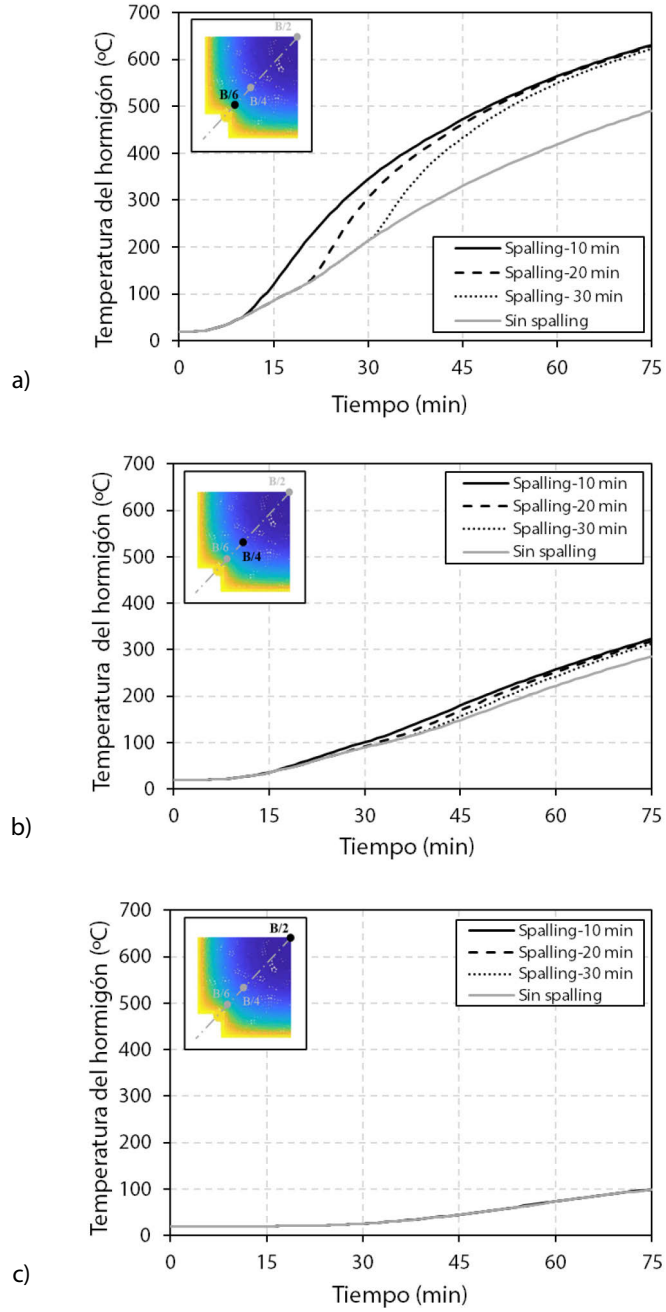 700
600
500
400
300
200
100
0
Temperatura del hormigón (ºC)
B/2
B/4
B/6
Spalling-10 min
Spalling-20 min
Spalling- 30 min
Sin spalling
0 15 30 45 60 75
Tiempo (min)
a)
700
600
500
400
300
200
100
0
Temperatura del hormigón (ºC)
B/2
B/6
B/4
Spalling-10 min
Spalling-20 min
Spalling-30 min
Sin spalling
0 15 30 45 60 75
Tiempo (min)
b)
700
600
500
400
300
200
100
0
Temperatura del hormigón (ºC)
B/2
B/6
B/4
Spalling-10 min
Spalling-20 min
Spalling-30 min
Sin spalling
0 15 30 45 60 75
Tiempo (min)
c)